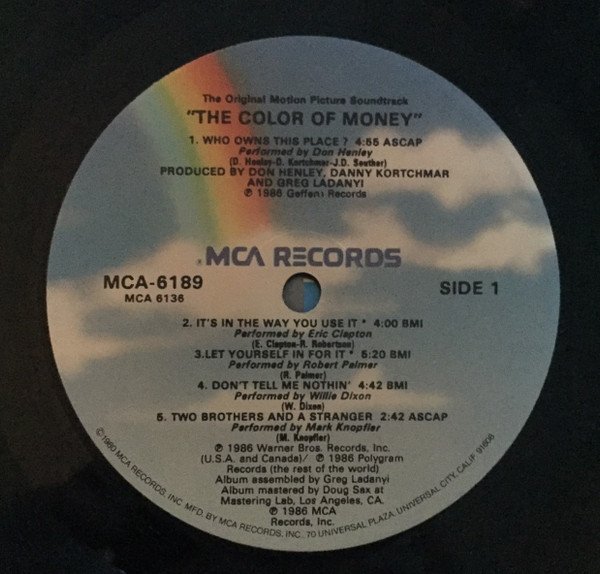 The Original Motion Picture Soundtrack
"THE COLOR OF MONEY"
1. WHO OWNS THIS PLACE? 4:55 ASCAP
Performed by Don Henley
(D. Henley-D. Kortchmar-J.D. Souther)
PRODUCED BY DON HENLEY, DANNY KORTCHMAR
AND GREG LADANYI
℗ 1986 Geffen Records
MCA RECORDS
MCA-6189
MCA 6136
SIDE 1
2. IT'S IN THE WAY YOU USE IT * 4:00 BMI
Performed by Eric Clapton
(E. Clapton-R. Robertson)
3.LET YOURSELF IN FOR IT * 5:20 BMI
Performed by Robert Palmer
(R. Palmer)
4. DON'T TELL ME NOTHIN' 4:42 BMI
Performed by Willie Dixon
(W. Dixon)
5. TWO BROTHERS AND A STRANGER 2:42 ASCAP
Performed by Mark Knopfler
(M. Knopfler)
℗ 1986 Warner Bros. Records, Inc.
(U.S.A. and Canada)/ ℗ 1986 Polygram
Records (the rest of the world)
Album assembled by Greg Ladanyi
Album mastered by Doug Sax at
Mastering Lab, Los Angeles, CA.
℗ 1986 MCA
Records, Inc.
©1980 MCA RECORDS, INC. MFD. BY MCA RECORDS, INC. 70 UNIVERSAL PLAZA, UNIVERSAL CITY, CALIF. 91608